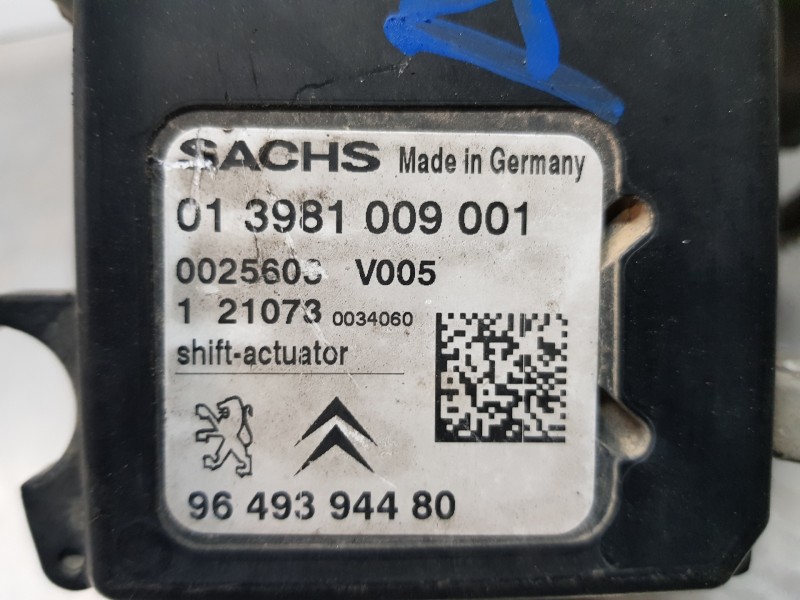 SACHS Made in Germany
01 3981 009 001
V005
1 21073 0034060
shift-actuator
96 493 944 80